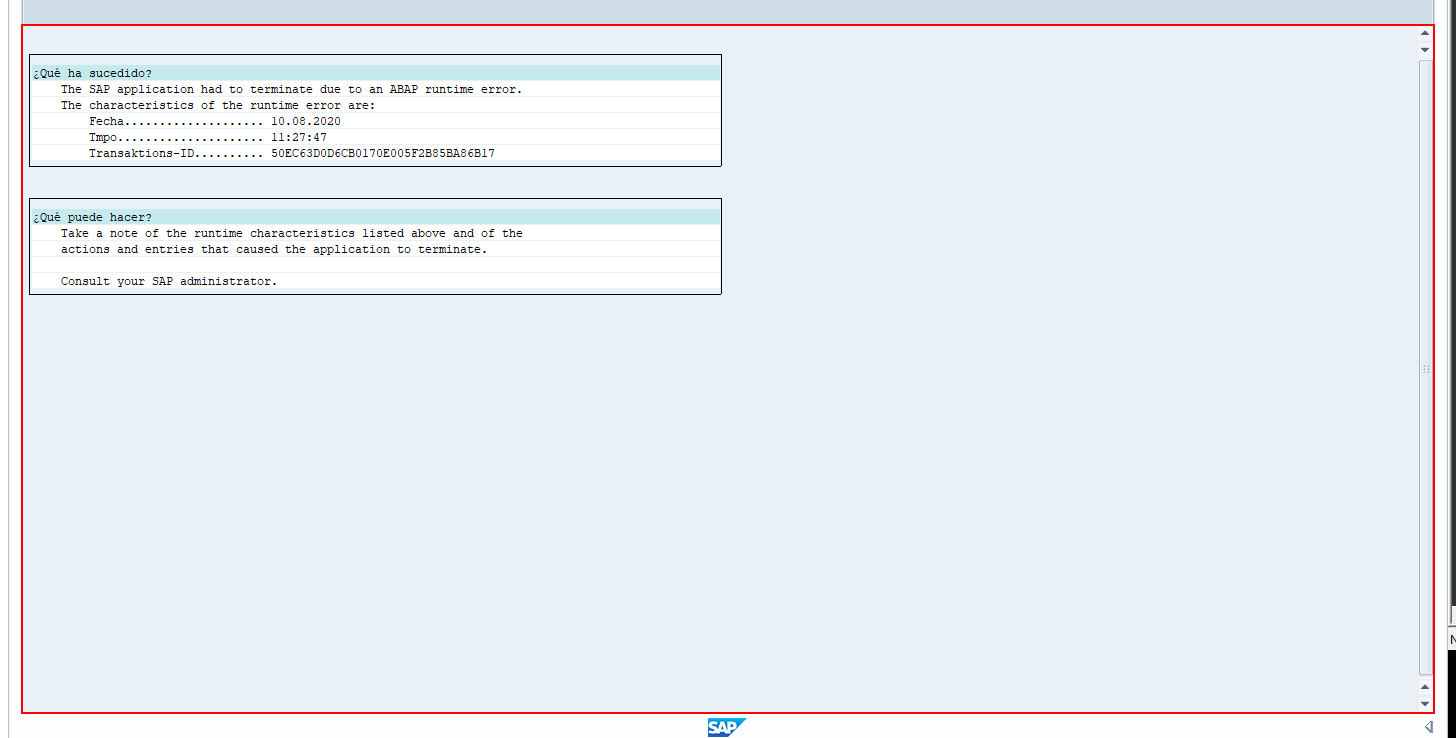 ¿Qué ha sucedido?
The SAP application had to terminate due to an ABAP runtime error.
The characteristics of the runtime error are:
Fecha.................... 10.08.2020
Tmpo..................... 11:27:47
Transaktions-ID.......... 50EC63D0D6CB0170E005F2B85BA86B17
¿Qué puede hacer?
Take a note of the runtime characteristics listed above and of the
actions and entries that caused the application to terminate.
Consult your SAP administrator.
N
SAP